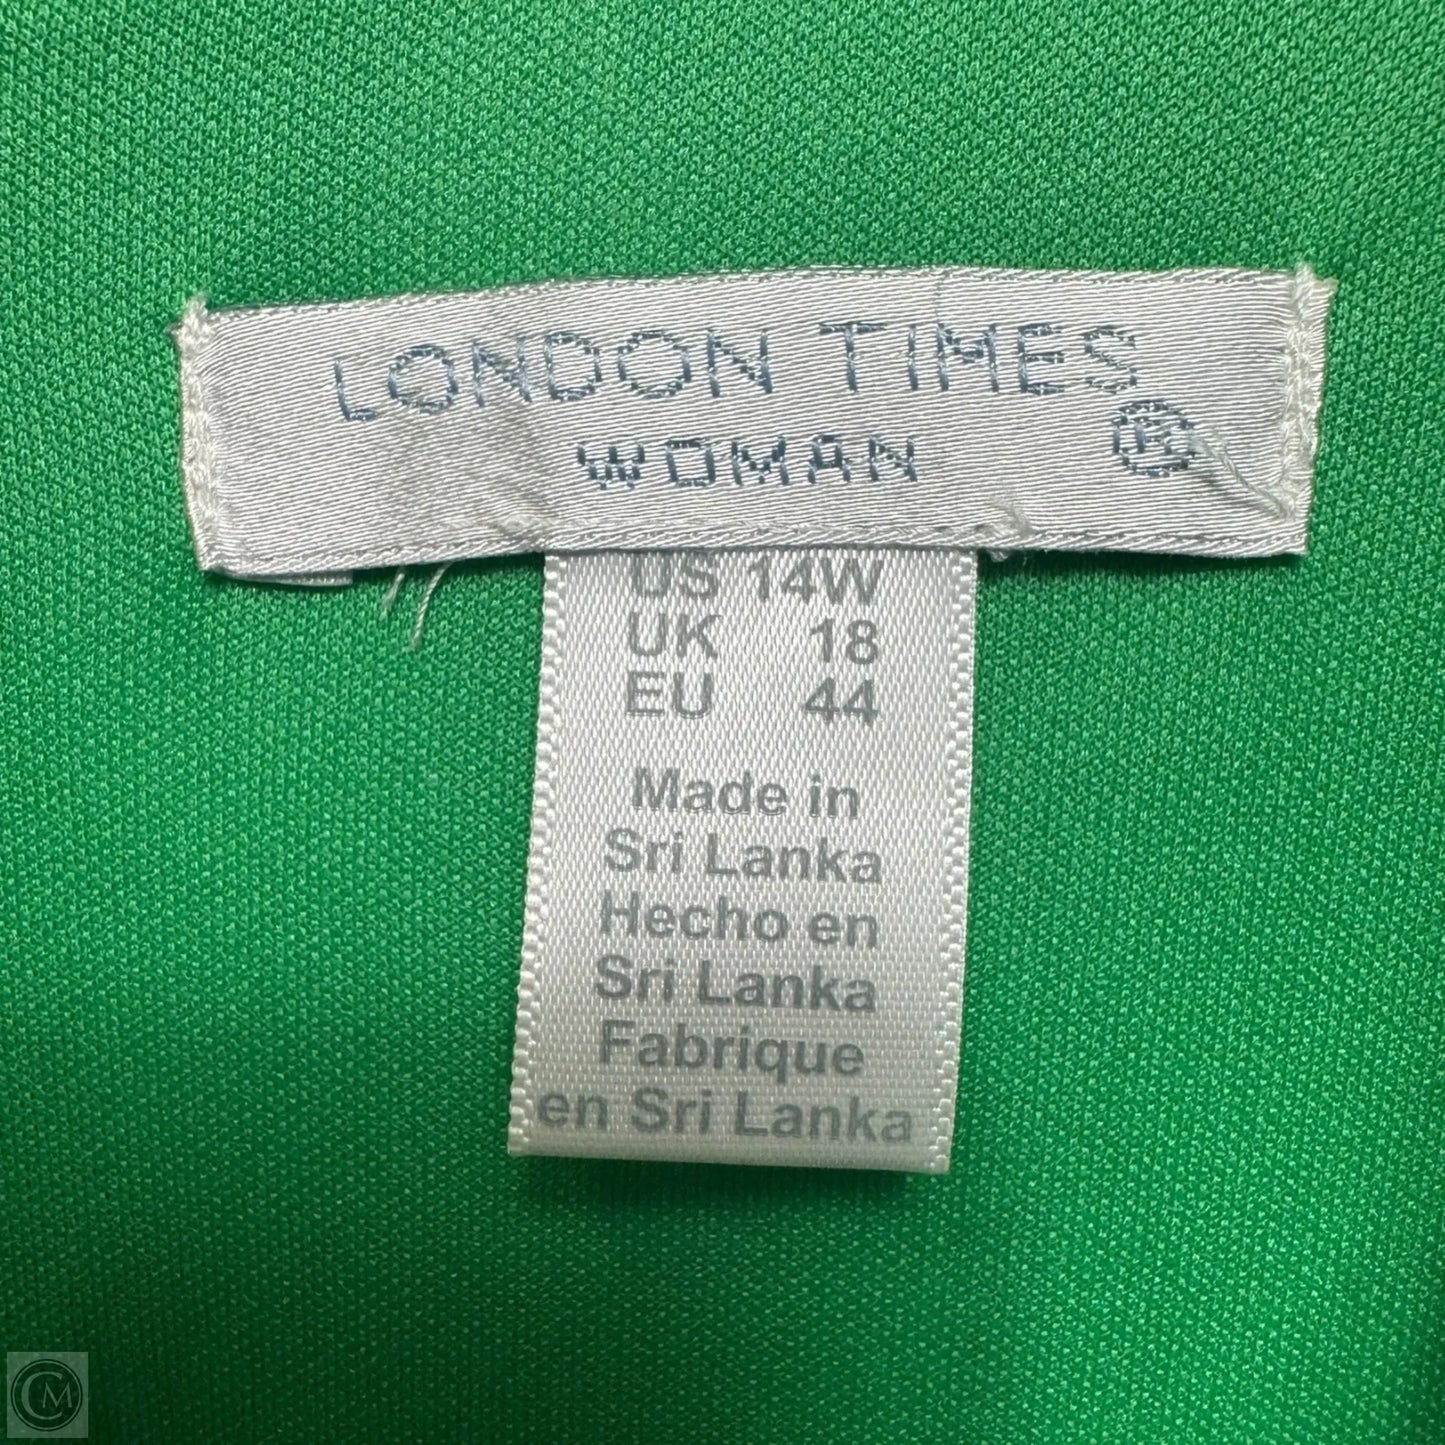 LONDON TIMES
WOMAN ®
US 14W
UK 18
EU 44
Made in
Sri Lanka
Hecho en
Sri Lanka
Fabrique
en Sri Lanka
CM